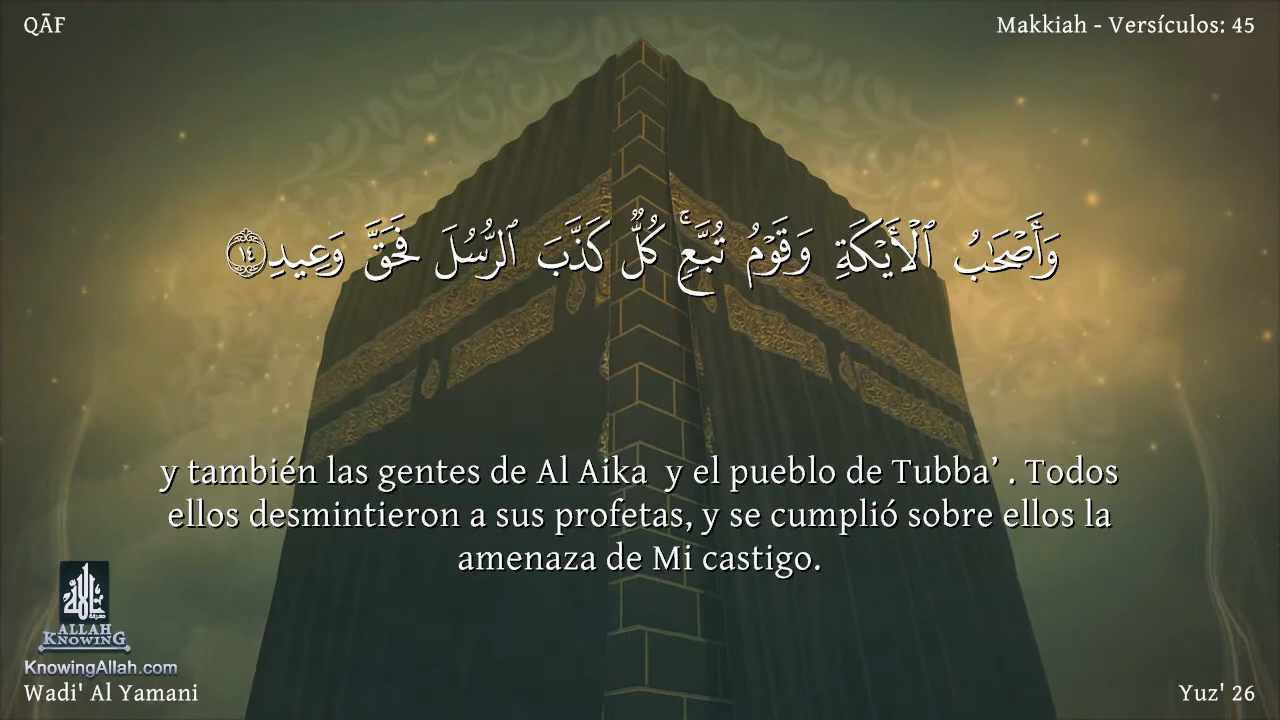 QĀF
Makkiah - Versículos: 45
وَأَصْحَٰبُ ٱلْأَيْكَةِ وَقَوْمُ تُبَّعٍۚ كُلٌّ كَذَّبَ ٱلرُّسُلَ فَحَقَّ وَعِيدِ ١٤
y también las gentes de Al Aika y el pueblo de Tubba’ . Todos
ellos desmintieron a sus profetas, y se cumplió sobre ellos la
amenaza de Mi castigo.
ALLAH
KNOWING
KnowingAllah.com
Wadi' Al Yamani
Yuz' 26